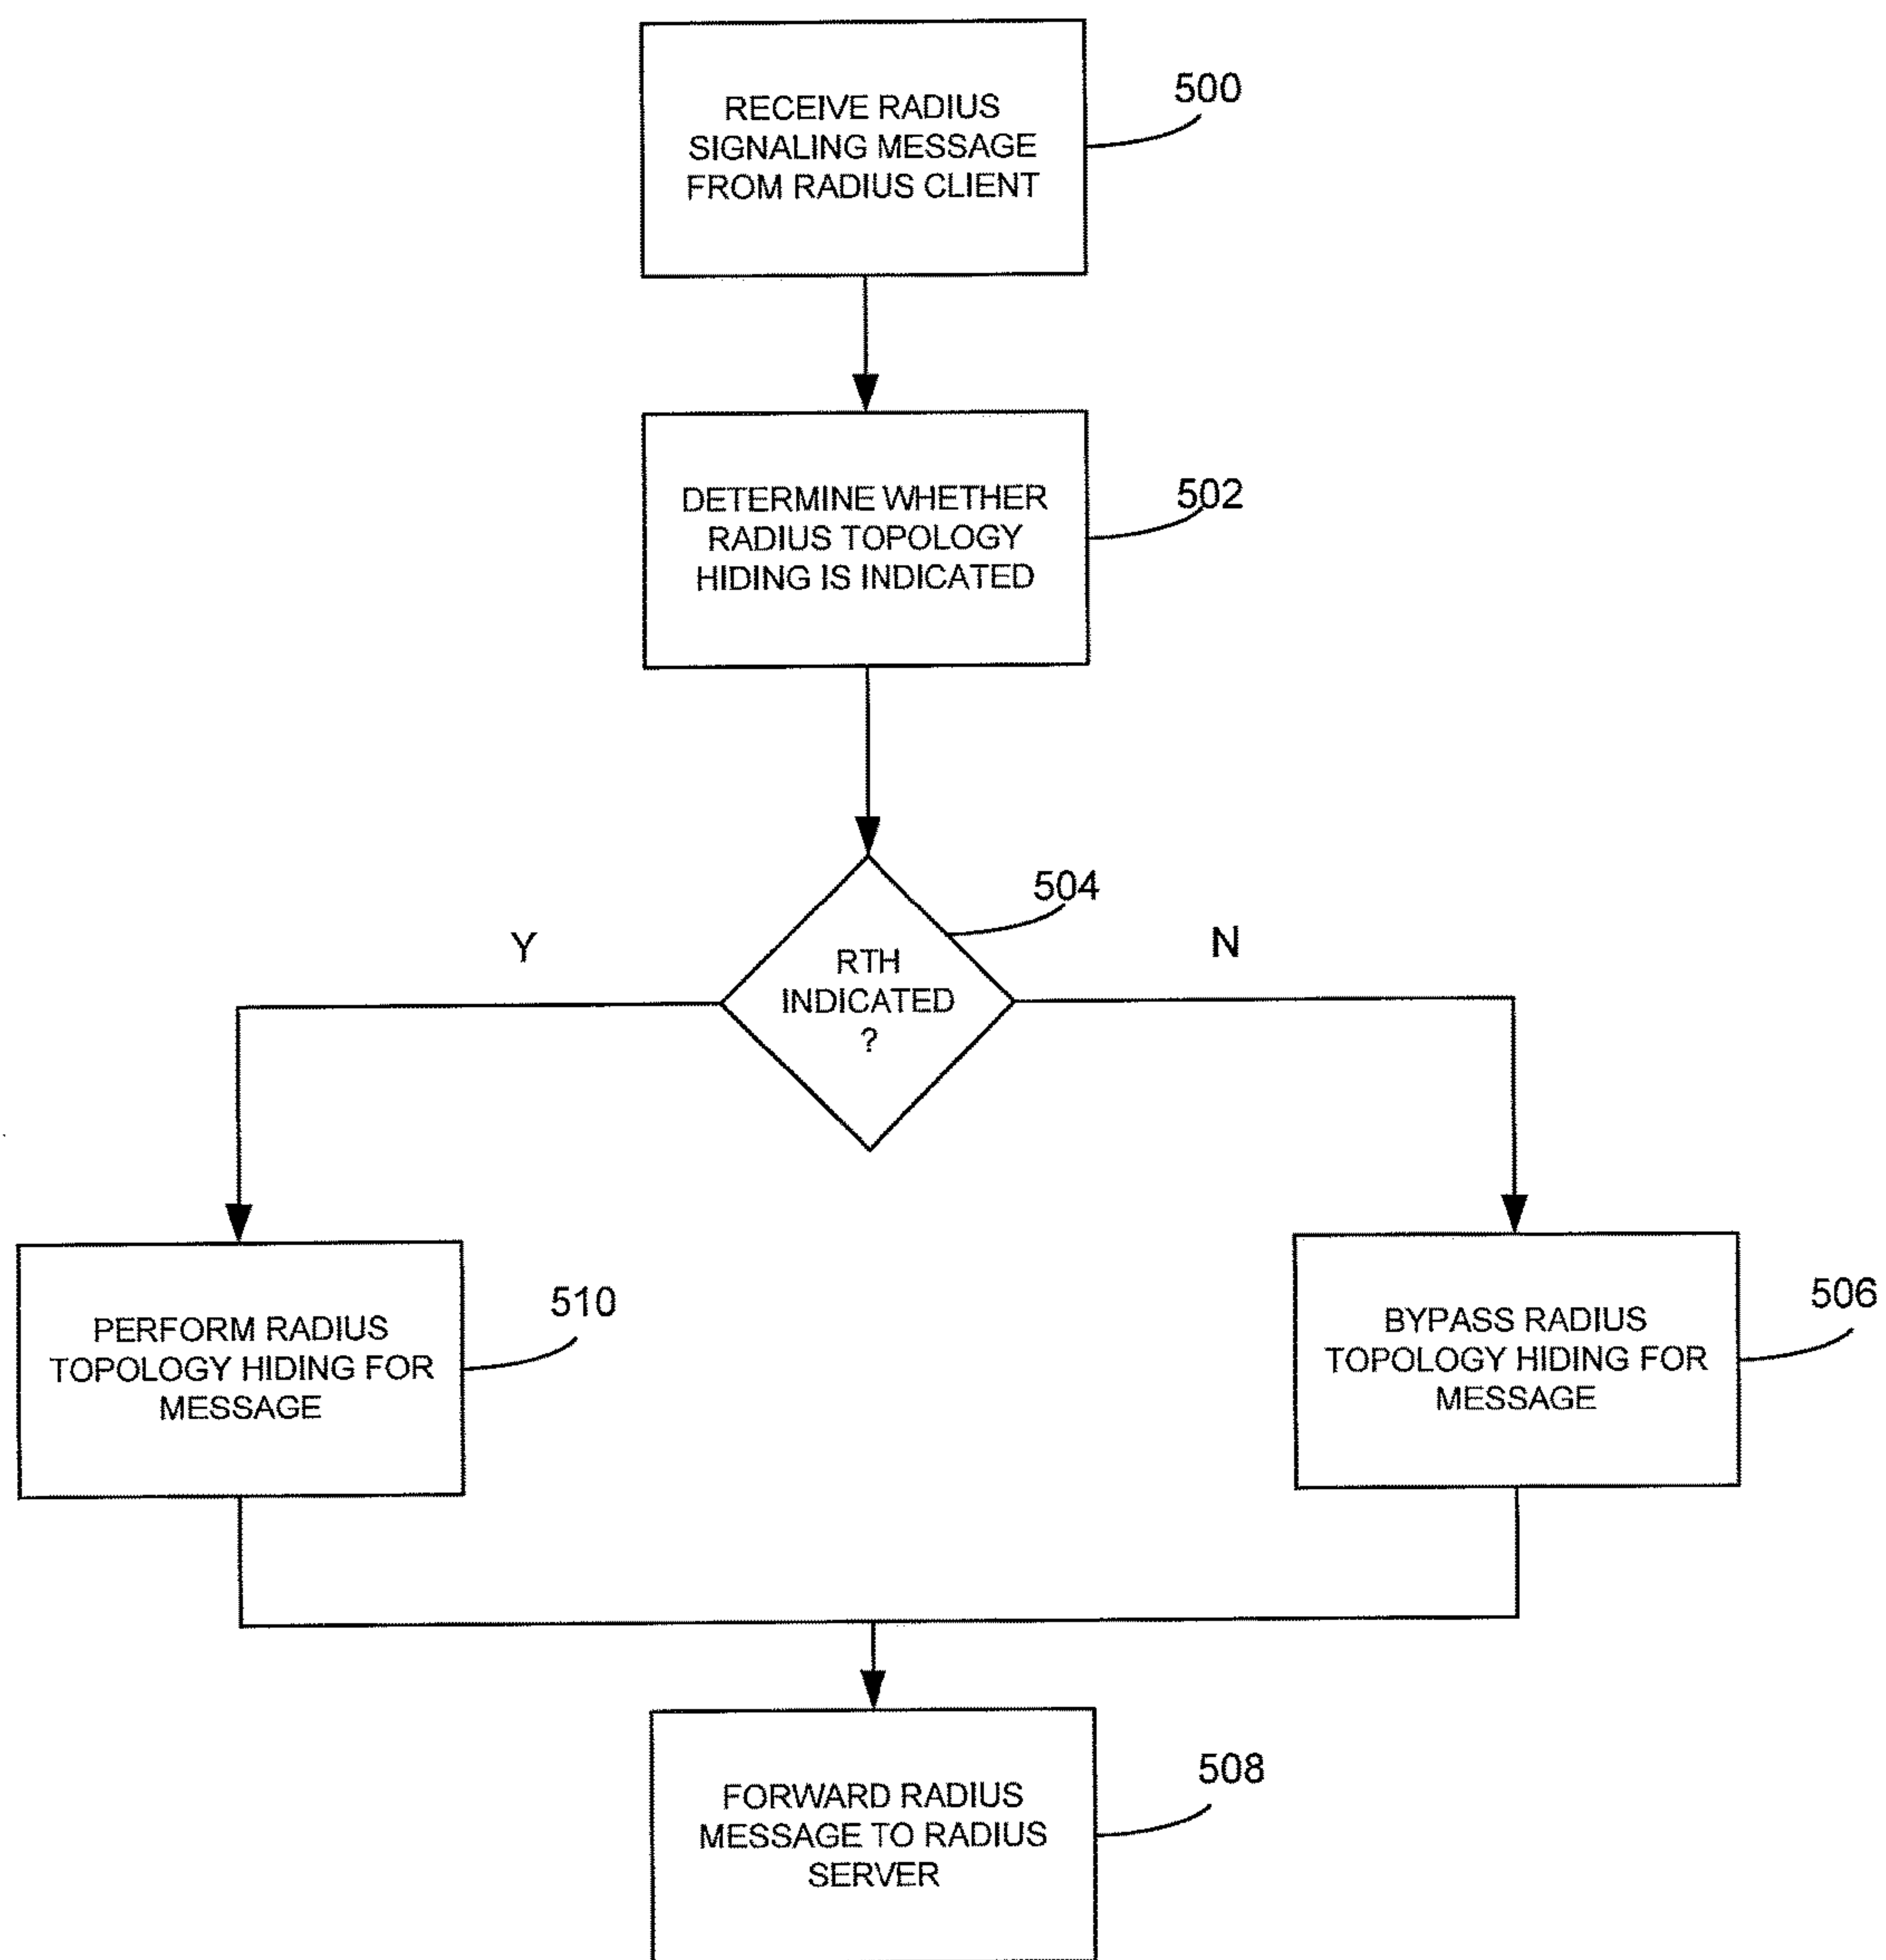 RECEIVE RADIUS
SIGNALING MESSAGE
FROM RADIUS CLIENT
500
DETERMINE WHETHER
RADIUS TOPOLOGY
HIDING IS INDICATED
502
504
Y
RTH
INDICATED
?
N
PERFORM RADIUS
TOPOLOGY HIDING FOR
MESSAGE
510
BYPASS RADIUS
TOPOLOGY HIDING FOR
MESSAGE
506
FORWARD RADIUS
MESSAGE TO RADIUS
SERVER
508